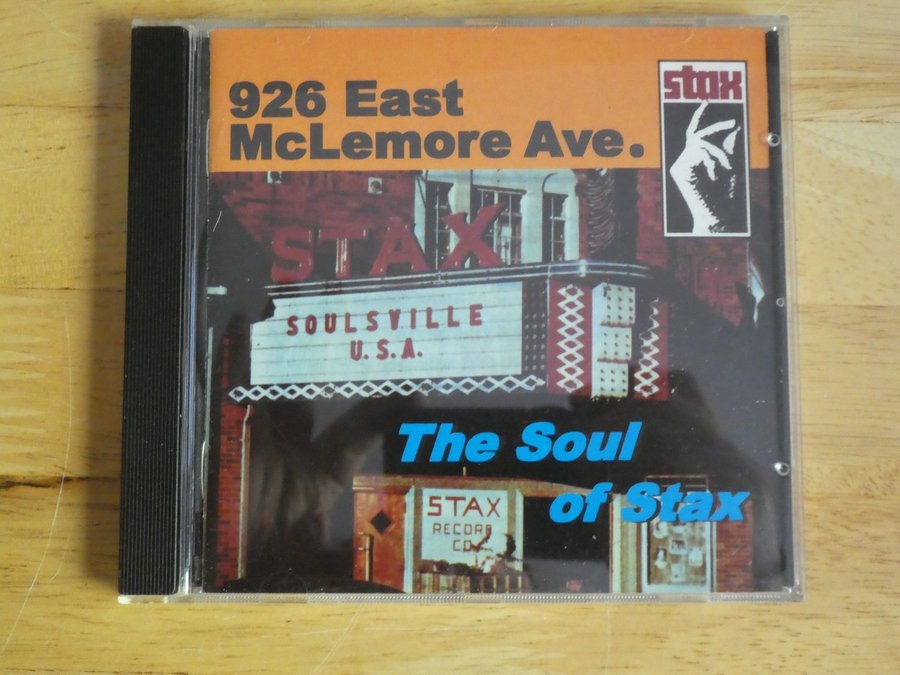 926 East
McLemore Ave.
stax
STAX
SOULSVILLE
U.S.A.
The Soul
of Stax
STAX
RECORD
CO.